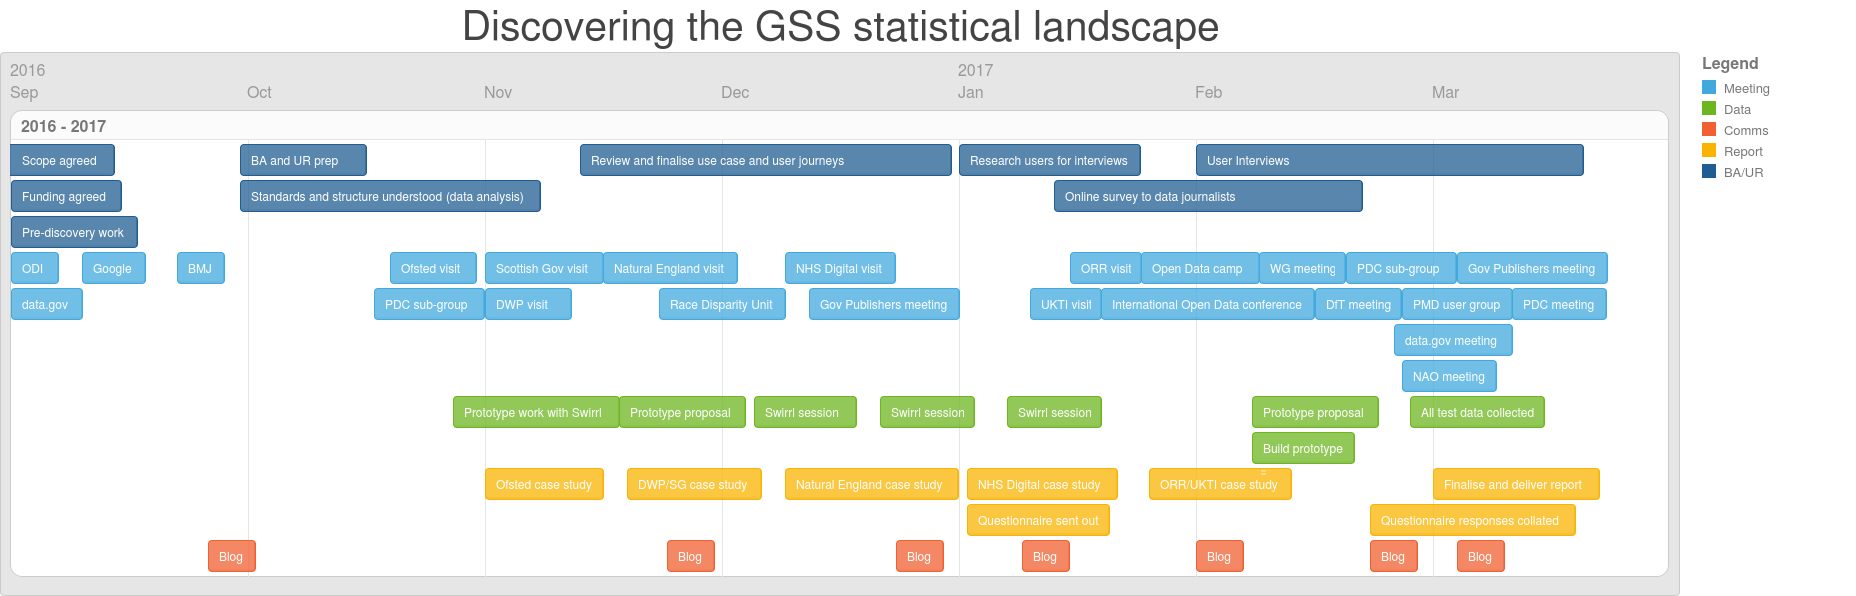 Discovering the GSS statistical landscape
2016 2017
Sep Oct Nov Dec Jan Feb Mar
2016 - 2017
Scope agreed BA and UR prep Review and finalise use case and user journeys Research users for interviews User Interviews
Funding agreed Standards and structure understood (data analysis) Online survey to data journalists
Pre-discovery work
ODI Google BMJ Ofsted visit Scottish Gov visit Natural England visit NHS Digital visit ORR visit Open Data camp WG meeting PDC sub-group Gov Publishers meeting
data.gov PDC sub-group DWP visit Race Disparity Unit Gov Publishers meeting UKTI visit International Open Data conference DfT meeting PMD user group PDC meeting
data.gov meeting
NAO meeting
Prototype work with Swirrl Prototype proposal Swirrl session Swirrl session Swirrl session Prototype proposal All test data collected
Build prototype
Ofsted case study DWP/SG case study Natural England case study NHS Digital case study ORR/UKTI case study Finalise and deliver report
Questionnaire sent out Questionnaire responses collated
Blog Blog Blog Blog Blog Blog Blog
Legend
Meeting
Data
Comms
Report
BA/UR